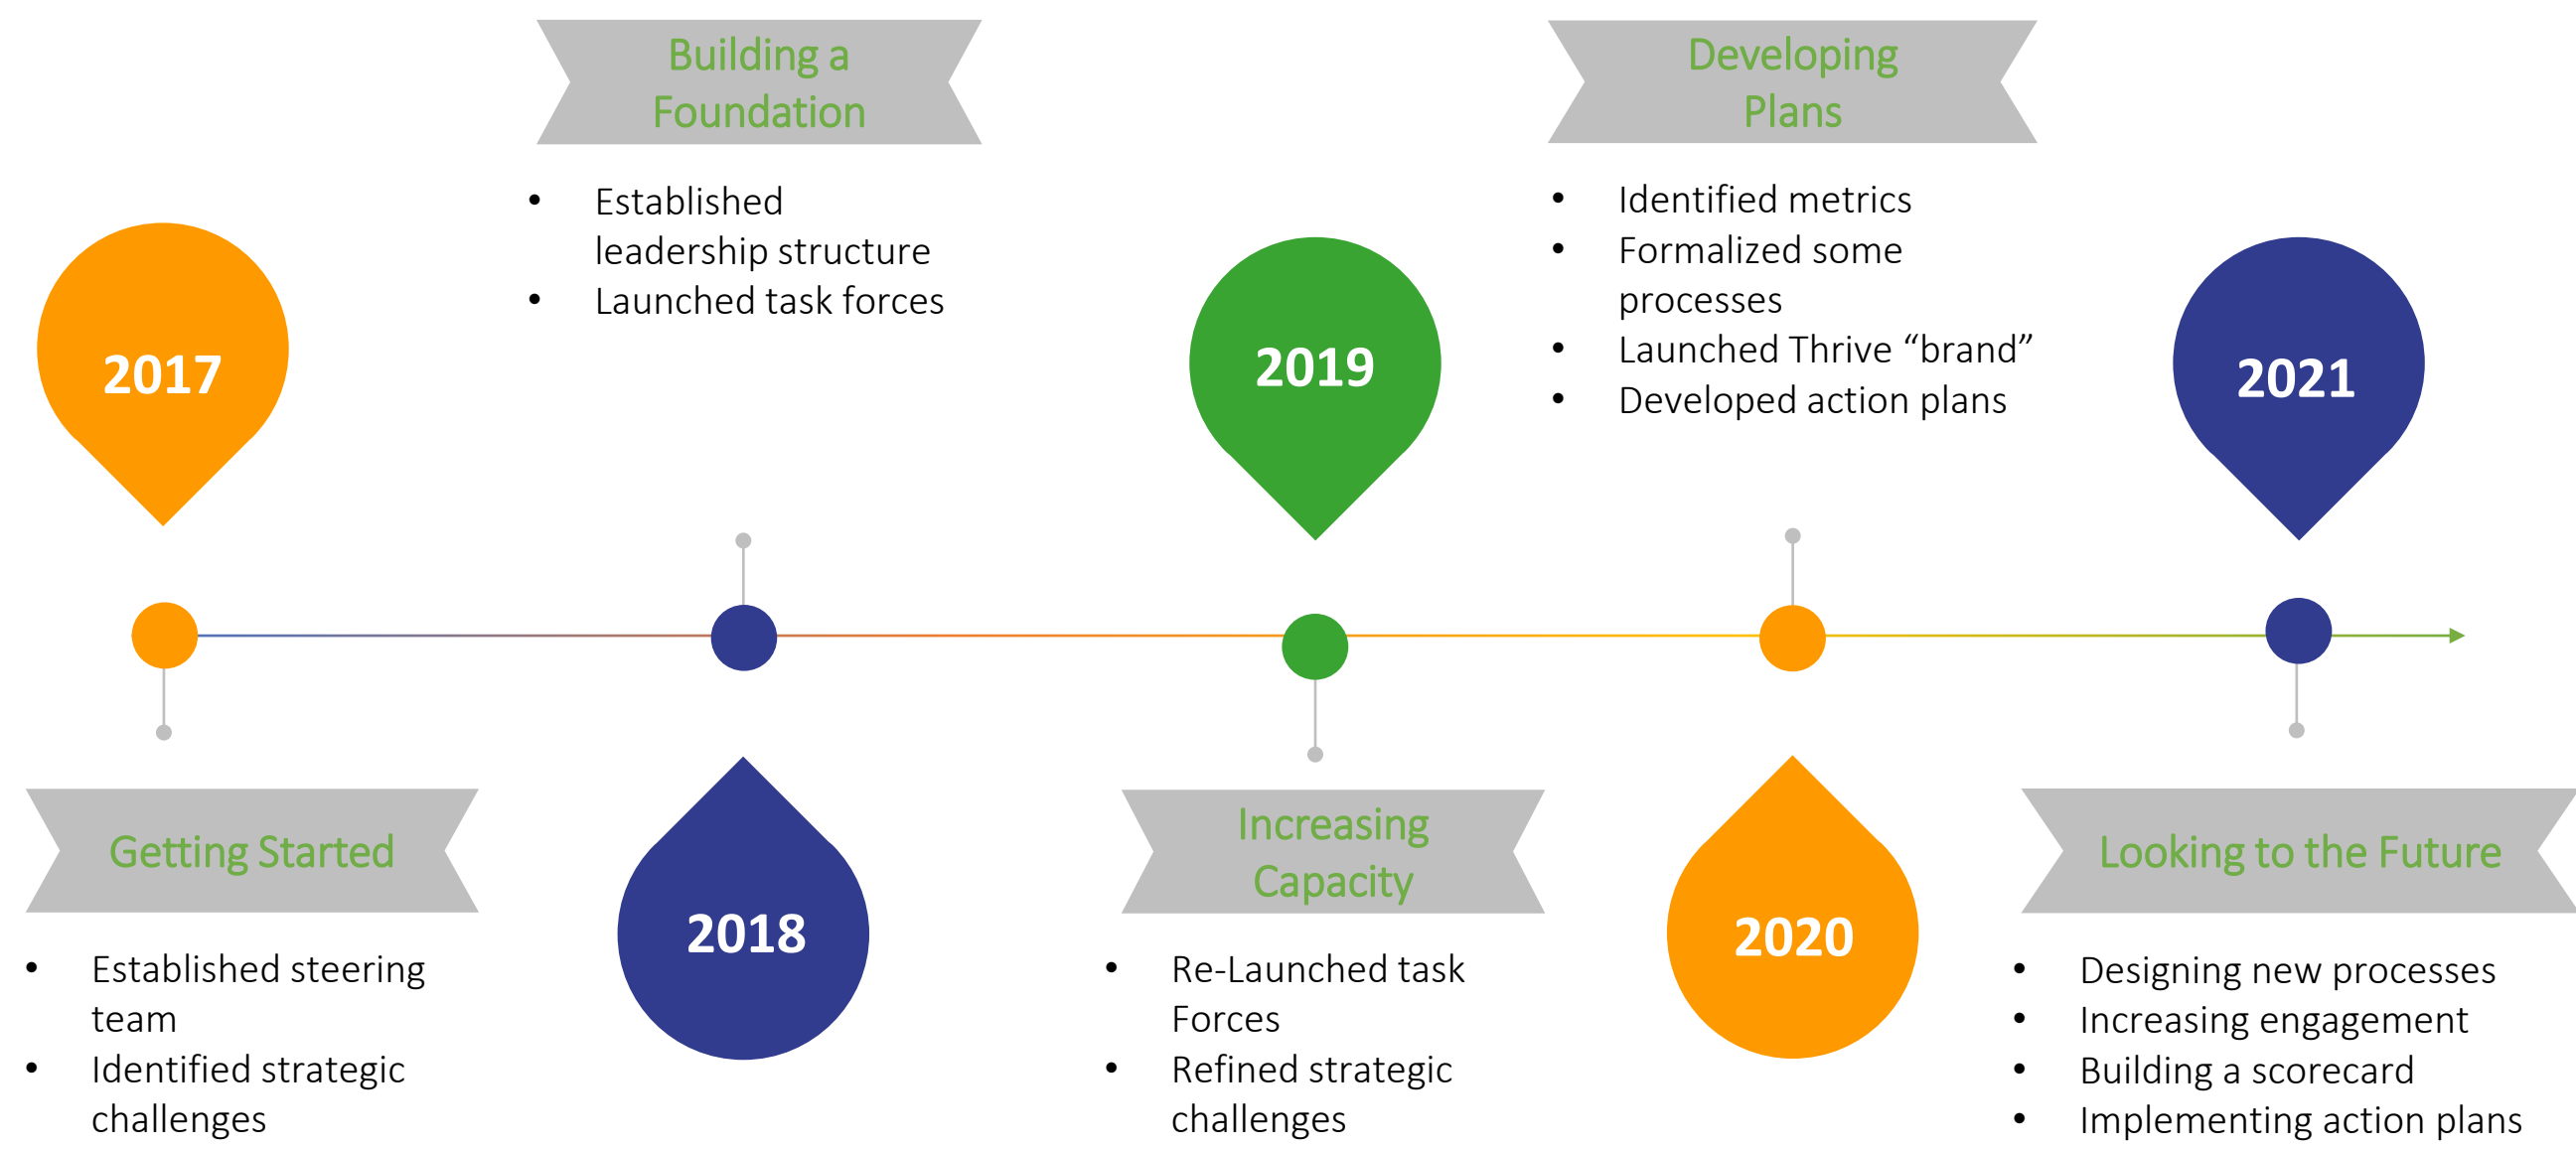 2017
Getting Started
• Established steering
team
• Identified strategic
challenges
Building a
Foundation
• Established
leadership structure
• Launched task forces
2018
2019
Increasing
Capacity
• Re-Launched task
Forces
• Refined strategic
challenges
Developing
Plans
• Identified metrics
• Formalized some
processes
• Launched Thrive “brand”
• Developed action plans
2020
2021
Looking to the Future
• Designing new processes
• Increasing engagement
• Building a scorecard
• Implementing action plans